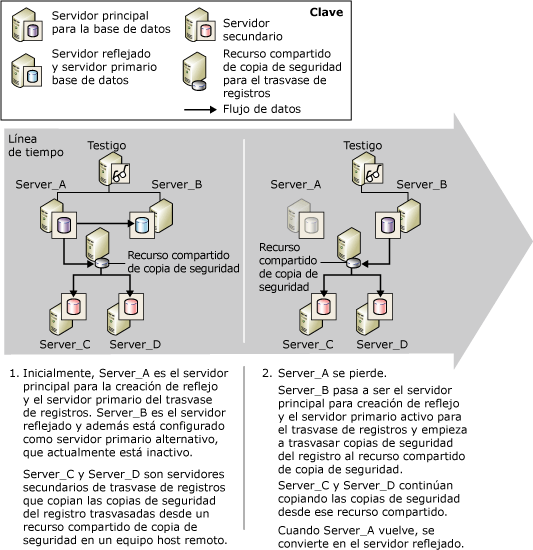 Clave
Servidor principal
para la base de datos
Servidor
secundario
Servidor reflejado
y servidor primario
base de datos
Recurso compartido
de copia de seguridad
para el trasvase de
registros
Flujo de datos
Línea
de tiempo
Testigo
Server_A
Server_B
Recurso compartido
de copia de seguridad
Server_C
Server_D
Testigo
Server_A
Server_B
Recurso
compartido
de copia de
seguridad
Server_C
Server_D
1. Inicialmente, Server_A es el servidor
principal para la creación de reflejo
y el servidor primario del trasvase
de registros. Server_B es el servidor
reflejado y además está configurado
como servidor primario alternativo,
que actualmente está inactivo.
Server_C y Server_D son servidores
secundarios de trasvase de registros
que copian las copias de seguridad
del registro trasvasadas desde un
recurso compartido de copia de
seguridad en un equipo host remoto.
2. Server_A se pierde.
Server_B pasa a ser el servidor
principal para creación de reflejo
y el servidor primario activo para
el trasvase de registros y empieza
a trasvasar copias de seguridad
del registro al recurso compartido
de copia de seguridad.
Server_C y Server_D continúan
copiando las copias de seguridad
desde ese recurso compartido.
Cuando Server_A vuelve, se
convierte en el servidor reflejado.